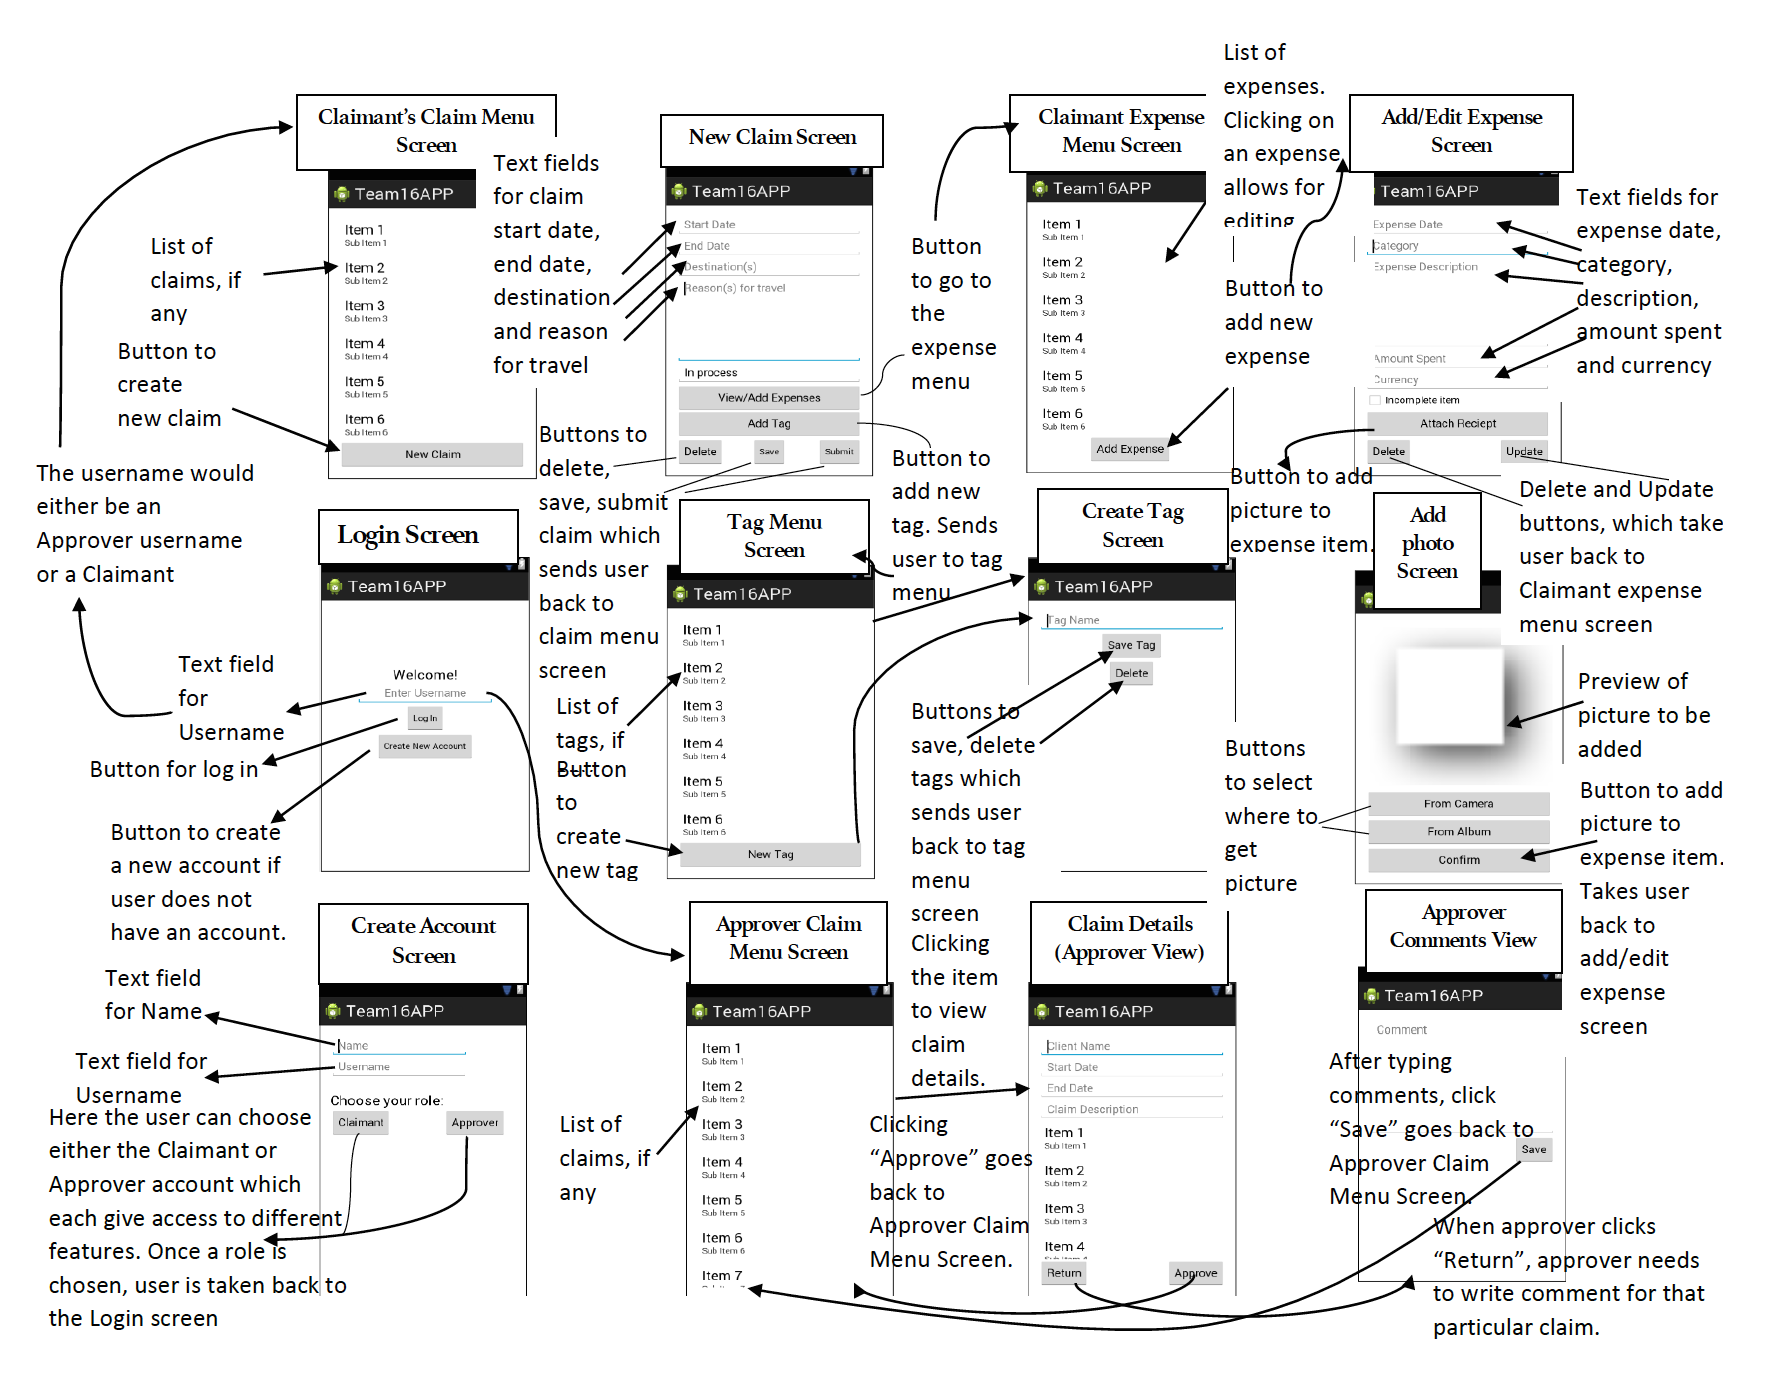 Claimant's Claim Menu
Screen
Team16APP
Item 1
Sub Item 1
Item 2
Sub Item 2
Item 3
Sub Item 3
Item 4
Sub Item 4
Item 5
Sub Item 5
Item 6
Sub Item 6
New Claim
List of
claims, if
any
Button to
create
new claim
The username would
either be an
Approver username
or a Claimant
Text fields
for claim
start date,
end date,
destination
and reason
for travel
New Claim Screen
Team16APP
Start Date
End Date
Destination(s)
Reason(s) for travel
In process
View/Add Expenses
Add Tag
Delete
Save
Submit
Buttons to
delete,
save, submit
claim which
sends user
back to
claim menu
screen
Button
to go to
the
expense
menu
Button to
add new
tag. Sends
user to tag
menu
Claimant Expense
Menu Screen
Team16APP
Item 1
Sub Item 1
Item 2
Sub Item 2
Item 3
Sub Item 3
Item 4
Sub Item 4
Item 5
Sub Item 5
Item 6
Sub Item 6
Add Expense
List of
expenses.
Clicking on
an expense
allows for
editing
Button to
add new
expense
Add/Edit Expense
Screen
Team16APP
Expense Date
Category
Expense Description
Amount Spent
Currency
Incomplete item
Attach Reciept
Delete
Update
Text fields for
expense date,
category,
description,
amount spent
and currency
Button to add
picture to
expense item.
Delete and Update
buttons, which take
user back to
Claimant expense
menu screen
Login Screen
Team16APP
Welcome!
Enter Username
Log In
Create New Account
Text field
for
Username
Button for log in
Button to create
a new account if
user does not
have an account.
Tag Menu
Screen
Team16APP
Item 1
Sub Item 1
Item 2
Sub Item 2
Item 3
Sub Item 3
Item 4
Sub Item 4
Item 5
Sub Item 5
Item 6
Sub Item 6
New Tag
List of
tags, if
Button
to
create
new tag
Create Tag
Screen
Team16APP
Tag Name
Save Tag
Delete
Buttons to
save, delete
tags which
sends user
back to tag
menu
screen
Add
photo
Screen
From Camera
From Album
Confirm
Buttons
to select
where to
get
picture
Preview of
picture to be
added
Button to add
picture to
expense item.
Takes user
back to
add/edit
expense
screen
Create Account
Screen
Team16APP
Name
Username
Choose your role:
Claimant
Approver
Text field
for Name
Text field for
Username
Here the user can choose
either the Claimant or
Approver account which
each give access to different
features. Once a role is
chosen, user is taken back to
the Login screen
Approver Claim
Menu Screen
Team16APP
Item 1
Sub Item 1
Item 2
Sub Item 2
Item 3
Sub Item 3
Item 4
Sub Item 4
Item 5
Sub Item 5
Item 6
Sub Item 6
Item 7
List of
claims, if
any
Clicking
the item
to view
claim
details.
Clicking
“Approve” goes
back to
Approver Claim
Menu Screen.
Claim Details
(Approver View)
Team16APP
Client Name
Start Date
End Date
Claim Description
Item 1
Sub Item 1
Item 2
Sub Item 2
Item 3
Sub Item 3
Item 4
Return
Approve
Approver
Comments View
Team16APP
Comment
Save
After typing
comments, click
“Save” goes back to
Approver Claim
Menu Screen.
When approver clicks
“Return”, approver needs
to write comment for that
particular claim.